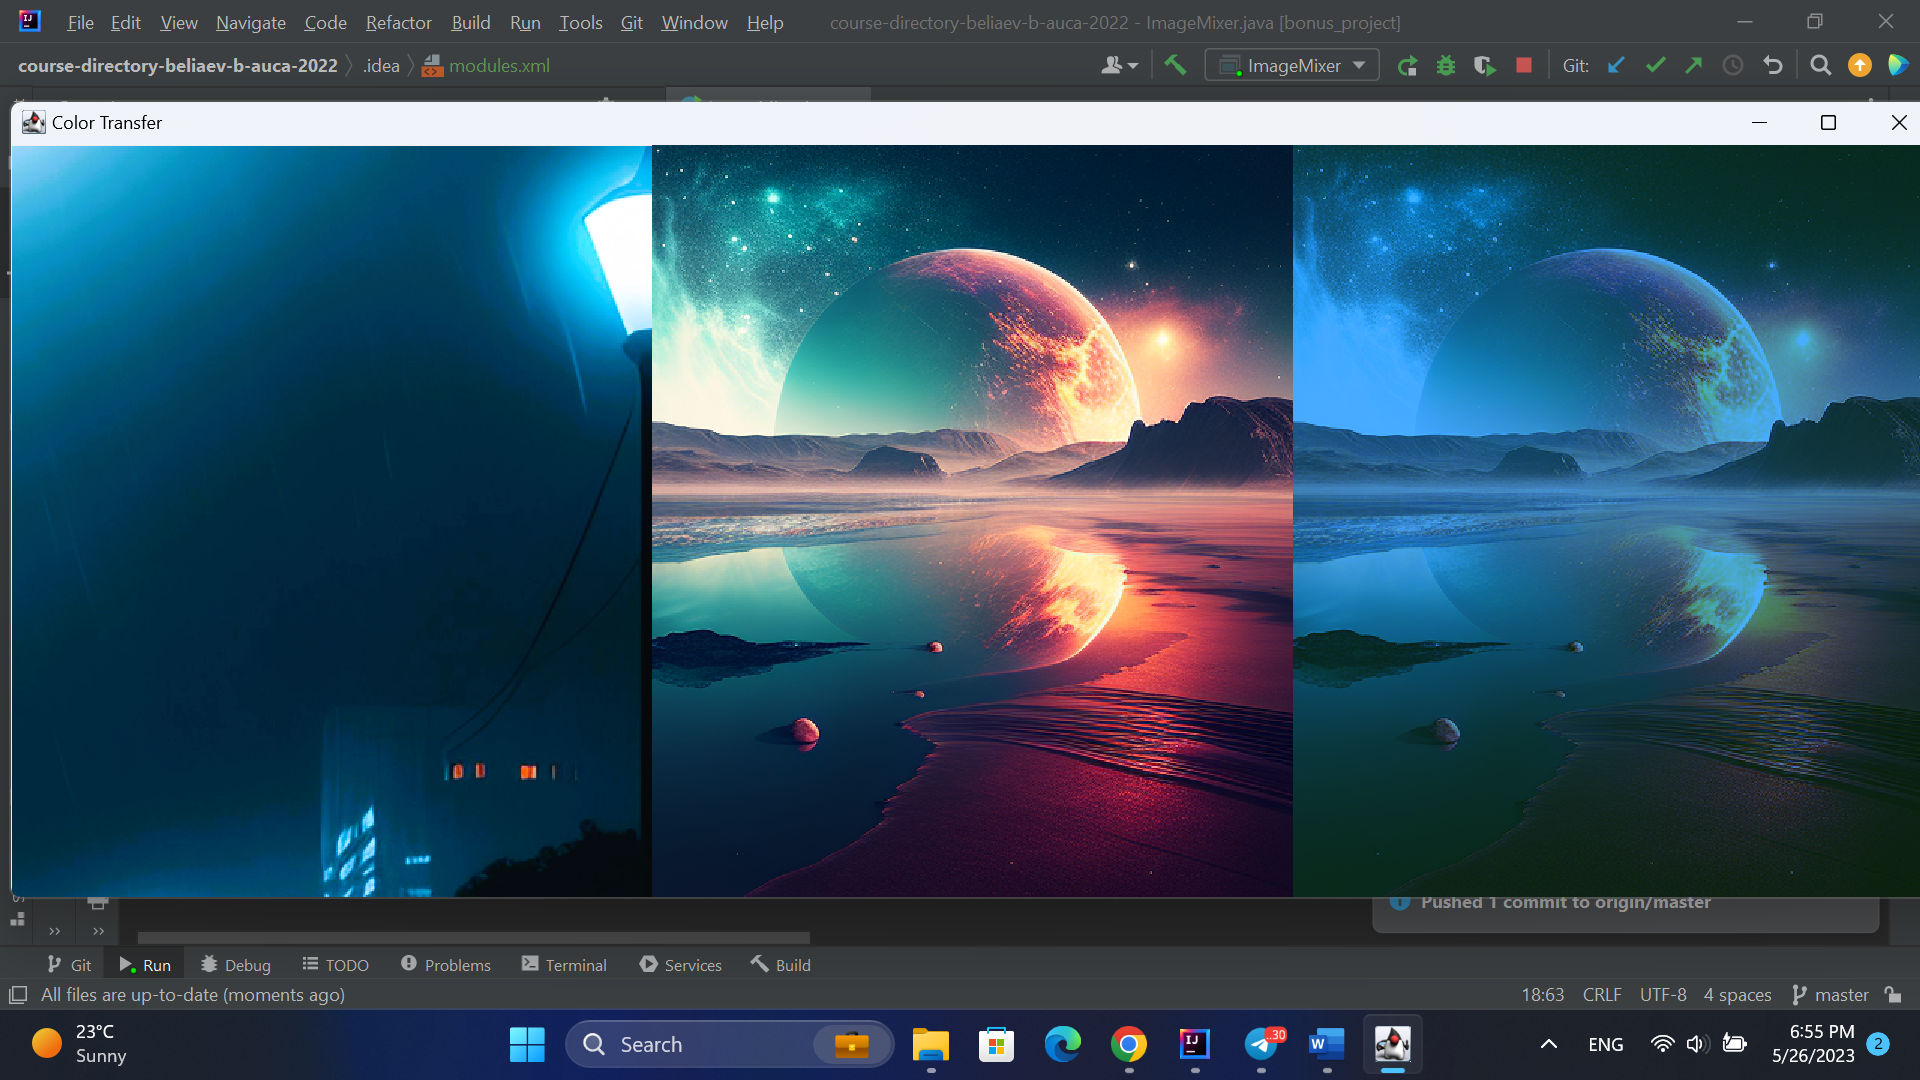 File Edit View Navigate Code Refactor Build Run Tools Git Window Help course-directory-beliaev-b-auca-2022 - ImageMixer.java [bonus_project]
course-directory-beliaev-b-auca-2022 .idea modules.xml ImageMixer Git:
Color Transfer
Pushed 1 commit to origin/master
Git Run Debug TODO Problems Terminal Services Build
All files are up-to-date (moments ago) 18:63 CRLF UTF-8 4 spaces master
23°C
Sunny
Search
..30
ENG
6:55 PM
5/26/2023
2